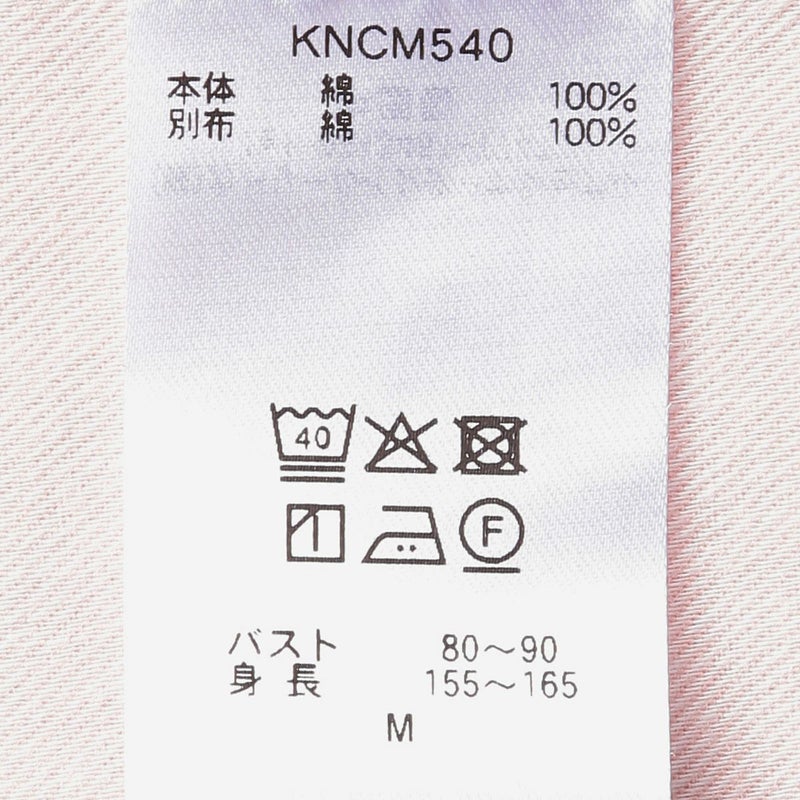 KNCM540
本体 綿 100%
別布 綿 100%
40
F
バスト 80～90
身長 155～165
M